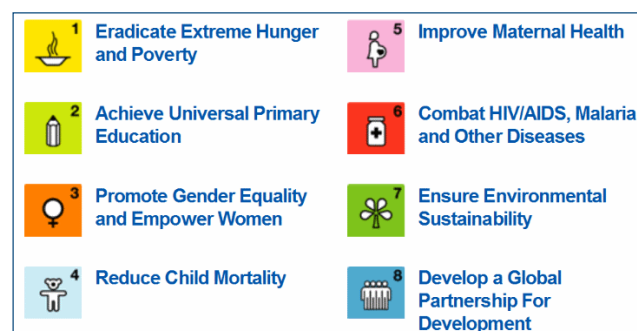 1
Eradicate Extreme Hunger
and Poverty
2
Achieve Universal Primary
Education
3
Promote Gender Equality
and Empower Women
4
Reduce Child Mortality
5
Improve Maternal Health
6
Combat HIV/AIDS, Malaria
and Other Diseases
7
Ensure Environmental
Sustainability
8
Develop a Global
Partnership For
Development